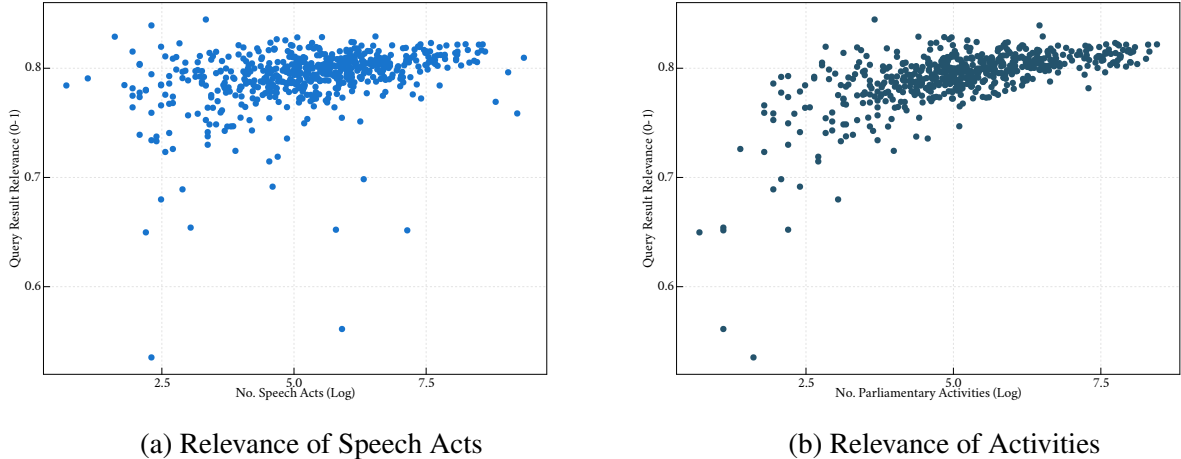 0.8
0.7
0.6
Query Result Relevance (0-1)
2.5
5.0
7.5
No. Speech Acts (Log)
(a) Relevance of Speech Acts
0.8
0.7
0.6
Query Result Relevance (0-1)
2.5
5.0
7.5
No. Parliamentary Activities (Log)
(b) Relevance of Activities